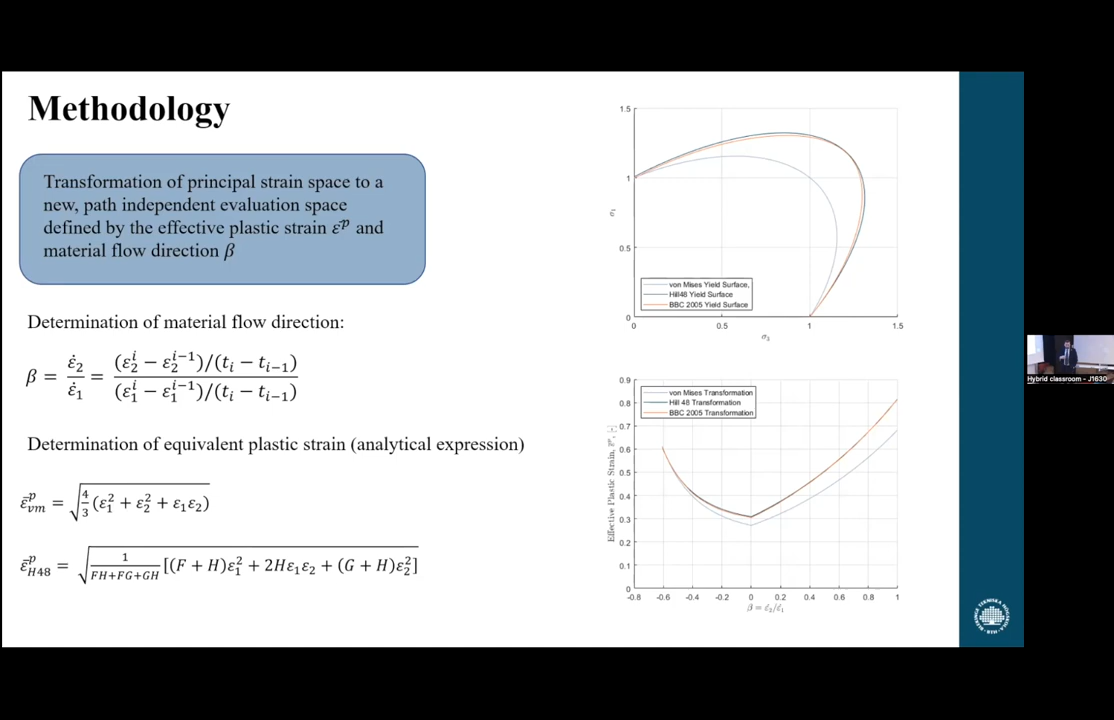 Methodology
Transformation of principal strain space to a
new, path independent evaluation space
defined by the effective plastic strain ε̄ᵖ and
material flow direction β
Determination of material flow direction:
β = ε̇₂/ε̇₁ = (ε₂ⁱ − ε₂ⁱ⁻¹)/(tᵢ − tᵢ₋₁) / (ε₁ⁱ − ε₁ⁱ⁻¹)/(tᵢ − tᵢ₋₁)
Determination of equivalent plastic strain (analytical expression)
ε̄ᵖ_vm = √(4/3 (ε₁² + ε₂² + ε₁ε₂))
ε̄ᵖ_H48 = √(1/(FH+FG+GH) [(F + H)ε₁² + 2Hε₁ε₂ + (G + H)ε₂²])
1.5
1
0.5
0
σ₁
von Mises Yield Surface,
Hill48 Yield Surface
BBC 2005 Yield Surface
0 0.5 1 1.5
0.9
0.8
0.7
0.6
0.5
0.4
0.3
0.2
0.1
0
Effective Plastic Strain, ε̄ᵖ, [-]
von Mises Transformation
Hill 48 Transformation
BBC 2005 Transformation
-0.8 -0.6 -0.4 -0.2 0 0.2 0.4 0.6 0.8 1
β = ε̇₂/ε̇₁
BLEKINGE TEKNISKA HÖGSKOLA
BTH
Hybrid classroom - J1630